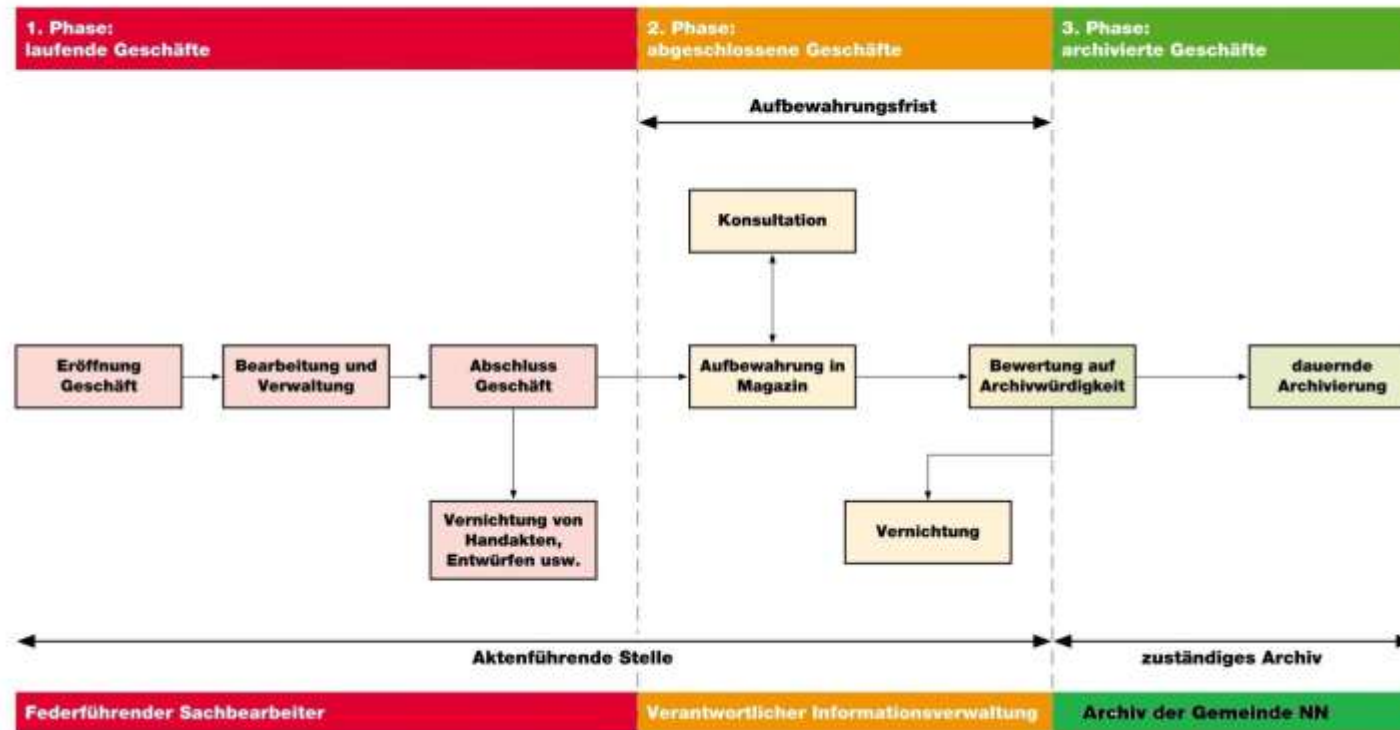 1. Phase:
laufende Geschäfte
2. Phase:
abgeschlossene Geschäfte
3. Phase:
archivierte Geschäfte
Aufbewahrungsfrist
Konsultation
Eröffnung
Geschäft
Bearbeitung und
Verwaltung
Abschluss
Geschäft
Aufbewahrung in
Magazin
Bewertung auf
Archivwürdigkeit
dauernde
Archivierung
Vernichtung von
Handakten,
Entwürfen usw.
Vernichtung
Aktenführende Stelle
zuständiges Archiv
Federführender Sachbearbeiter
Verantwortlicher Informationsverwaltung
Archiv der Gemeinde NN